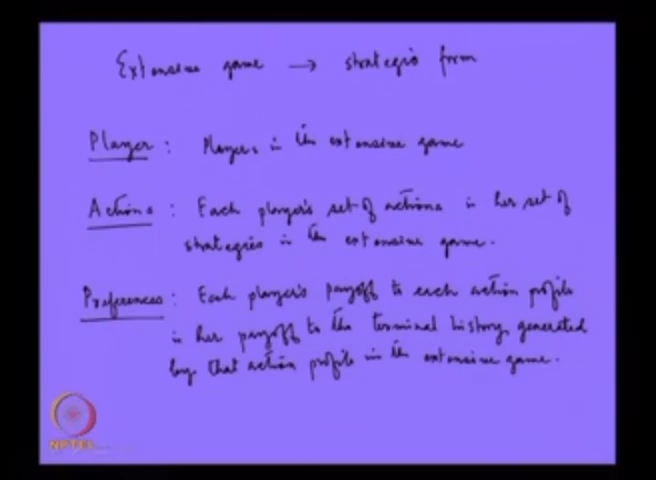 Extensive game → strategic form
Player : Players in the extensive game
Actions : Each player's set of actions is her set of
strategies in the extensive game.
Preferences : Each player's payoff to each action profile
is her payoff to the terminal history generated
by that action profile in the extensive game.
NPTEL